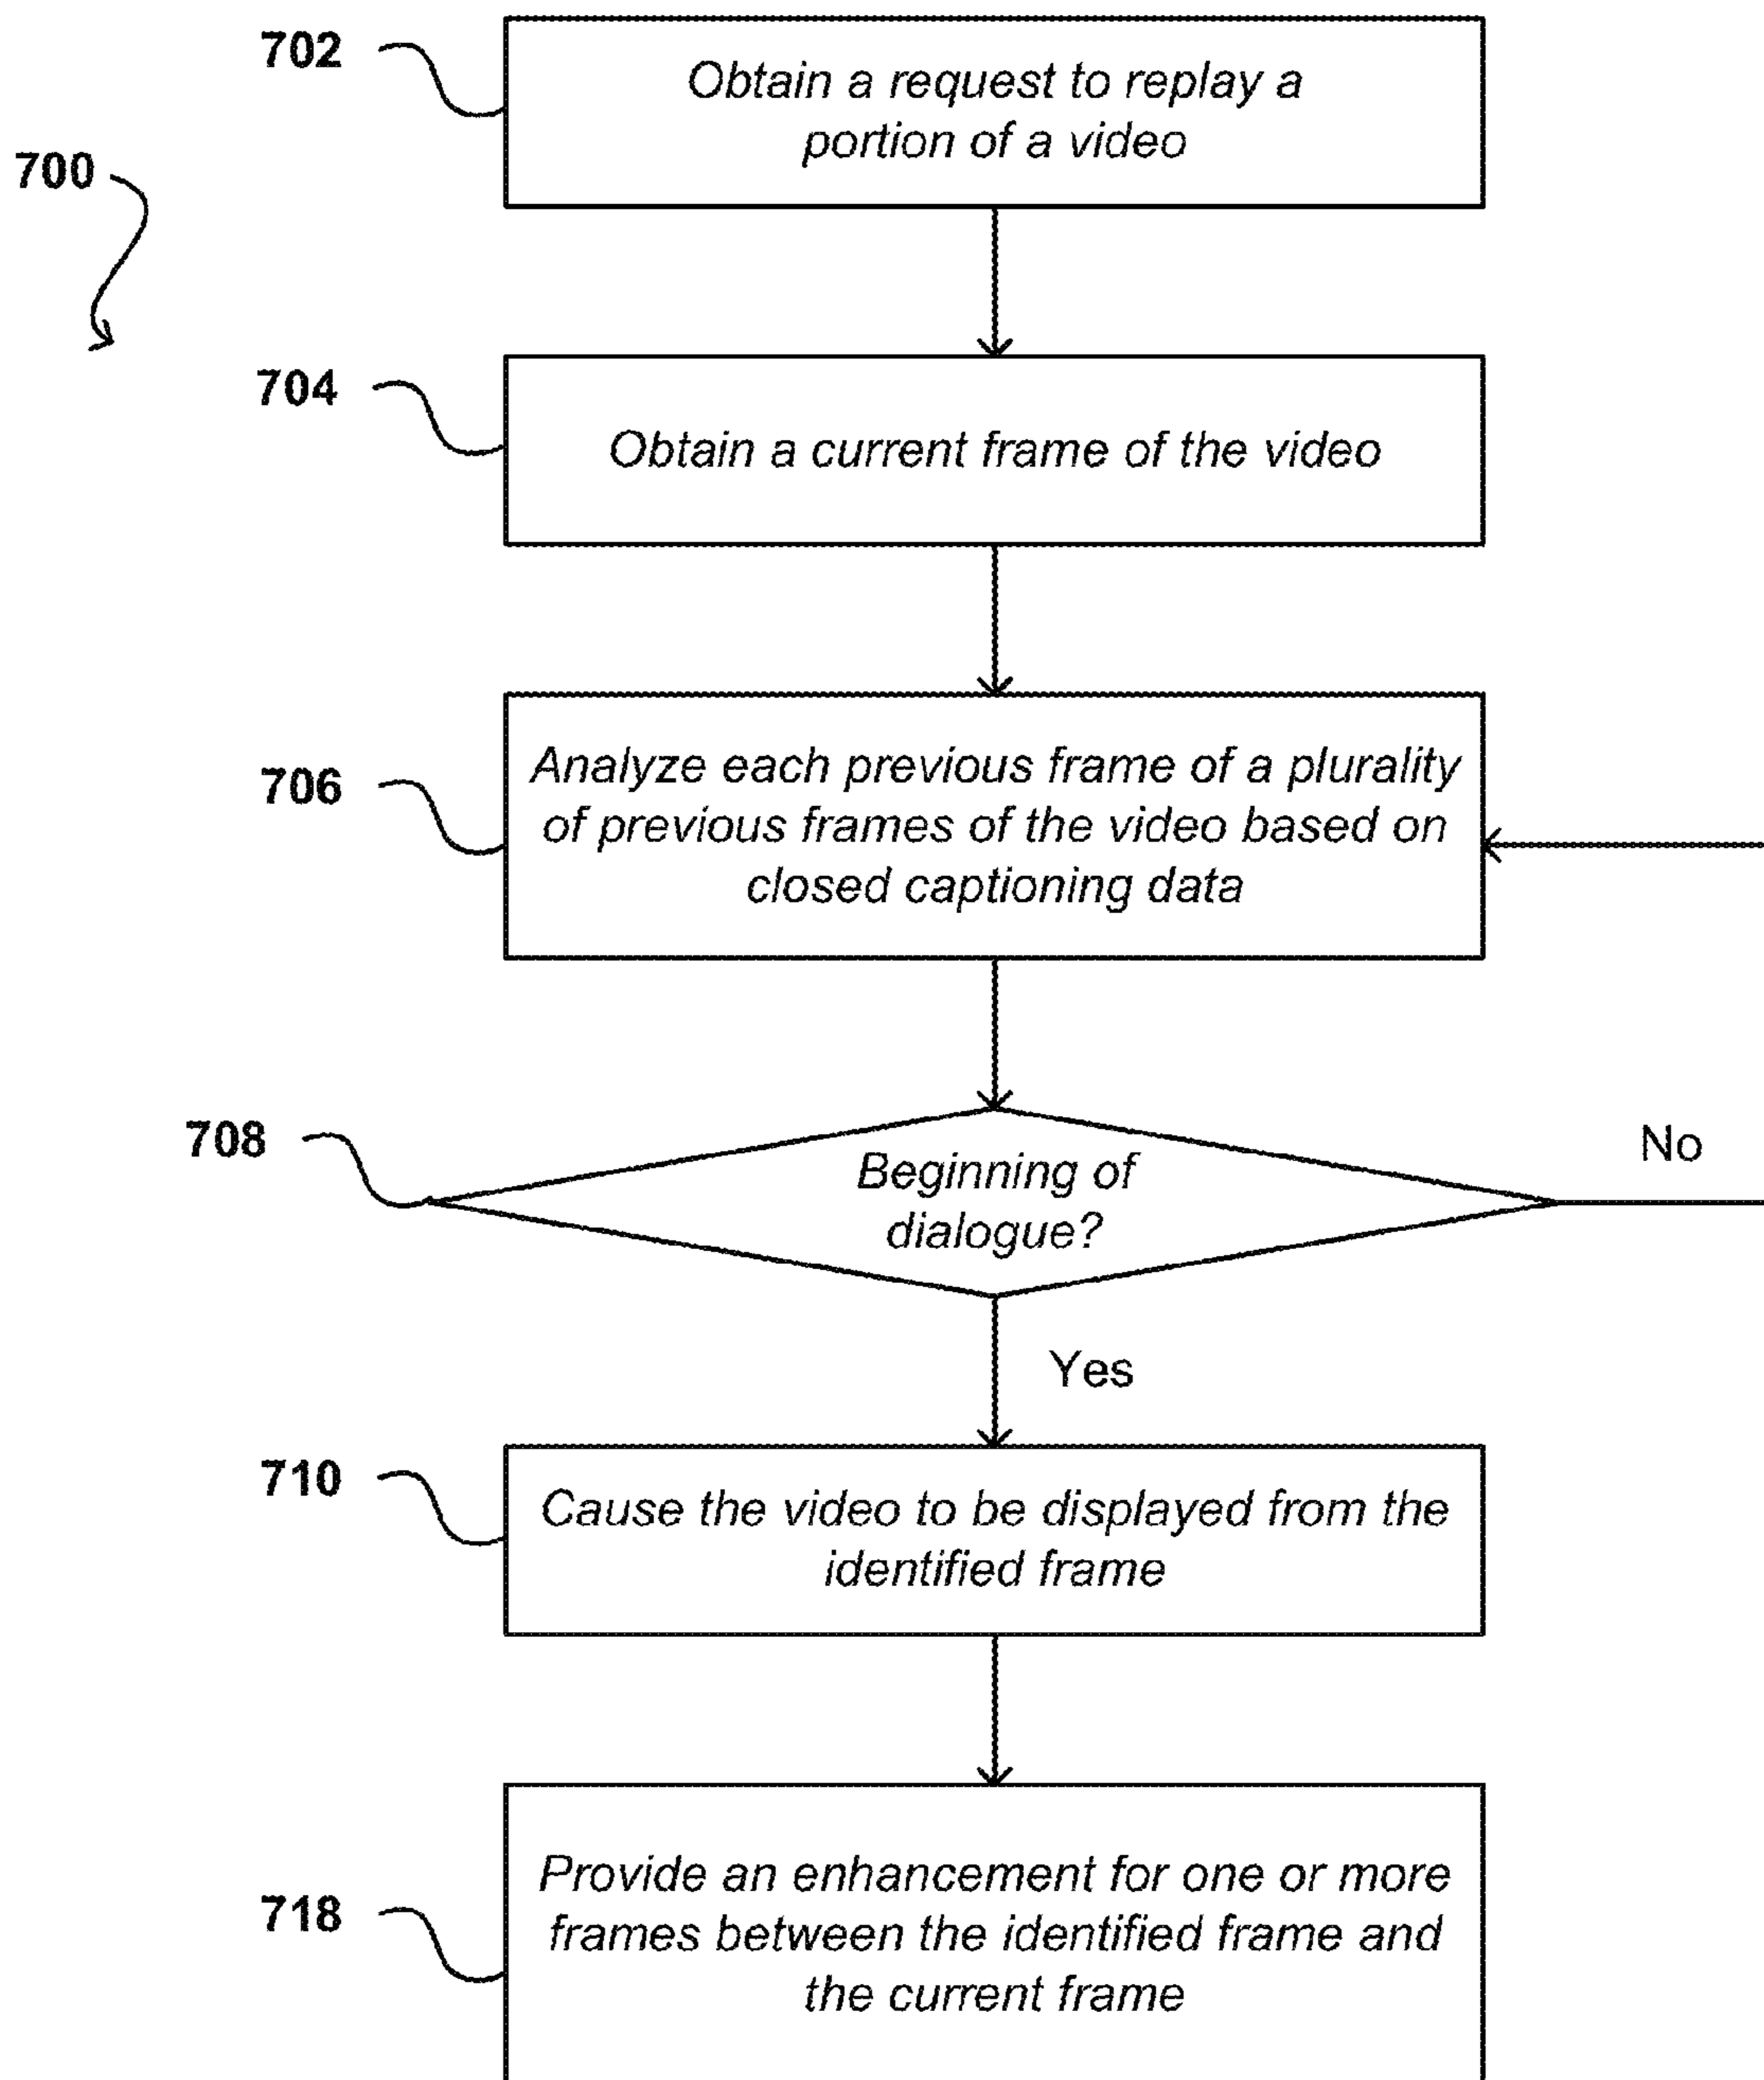 702
Obtain a request to replay a
portion of a video
700
704
Obtain a current frame of the video
706
Analyze each previous frame of a plurality
of previous frames of the video based on
closed captioning data
708
Beginning of
dialogue?
No
Yes
710
Cause the video to be displayed from the
identified frame
718
Provide an enhancement for one or more
frames between the identified frame and
the current frame